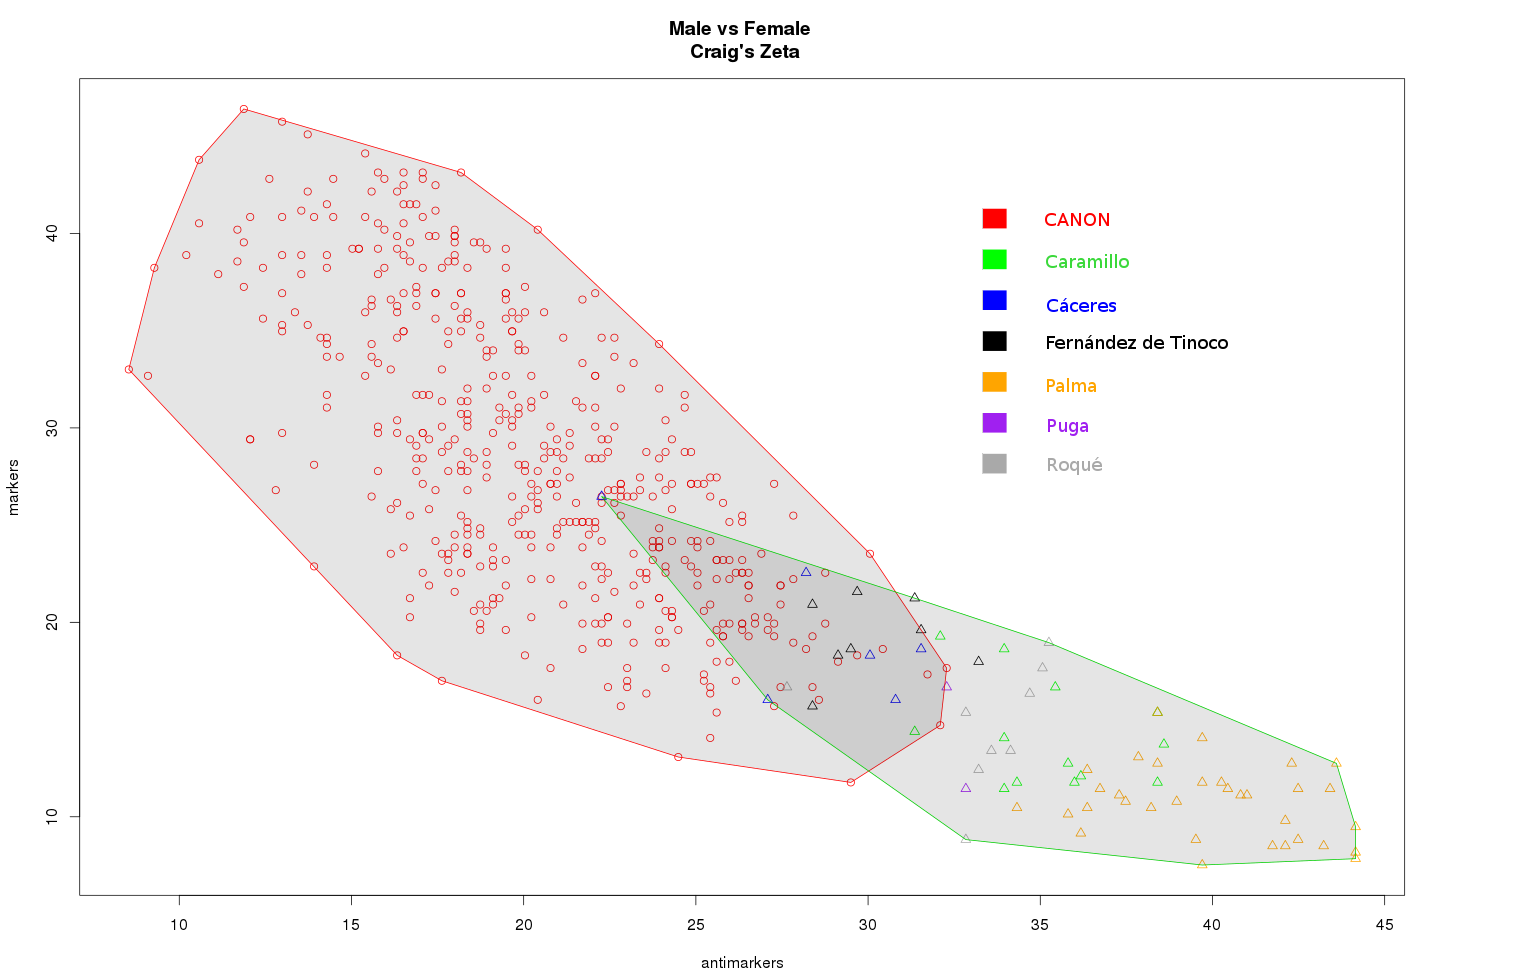 Male vs Female
Craig's Zeta
markers
40
30
20
10
CANON
Caramillo
Cáceres
Fernández de Tinoco
Palma
Puga
Roqué
10 15 20 25 30 35 40 45
antimarkers